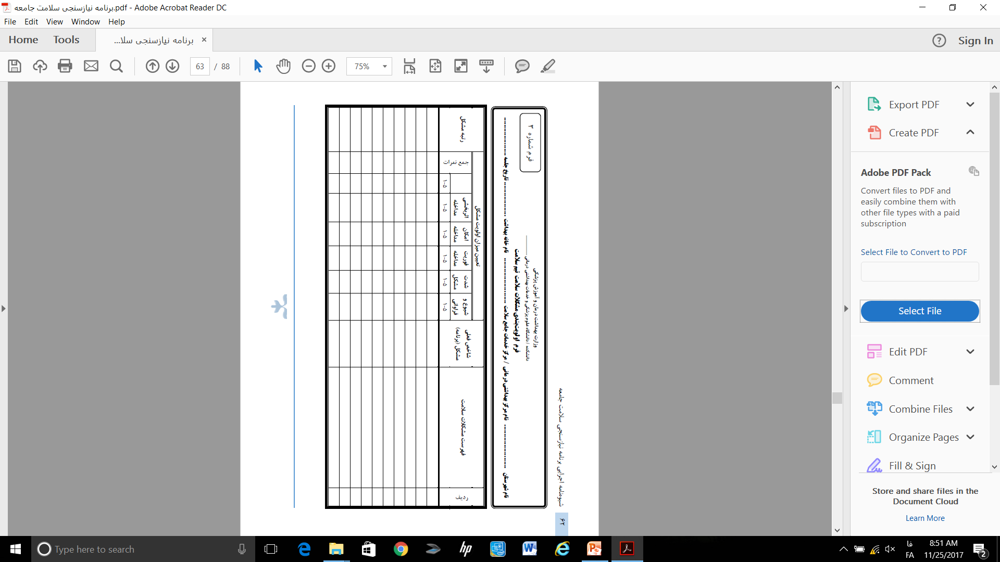 برنامه نیازسنجی سلامت جامعه.pdf - Adobe Acrobat Reader DC
File Edit View Window Help
Home Tools برنامه نیازسنجی سلا... ×
? Sign In
63 / 88 75%
شیوه‌نامه اجرایی برنامه نیازسنجی سلامت جامعه
۶۲
فرم شماره ۳
وزارت بهداشت درمان و آموزش پزشکی
دانشکده / دانشگاه علوم پزشکی و خدمات بهداشتی درمانی ....................
فرم اولویت‌بندی مشکلات سلامت تیم سلامت
نام شهرستان .................... نام مرکز بهداشتی درمانی / مرکز خدمات جامع سلامت .................... نام خانه بهداشت .................... تاریخ جلسه ....................
ردیف
فهرست مشکلات سلامت
شاخص فعلی مشکل (برنامه)
تعیین میزان اولویت مشکل
شیوع و فراوانی
شدت مشکل
فوریت مداخله
امکان مداخله
اثربخشی مداخله
جمع نمرات
۱-۵ ۱-۵ ۱-۵ ۱-۵ ۱-۵ ۱-۵
رتبه مشکل
Export PDF
Create PDF
Adobe PDF Pack
Convert files to PDF and
easily combine them with
other file types with a paid
subscription
Select File to Convert to PDF
Select File
Edit PDF
Comment
Combine Files
Organize Pages
Fill & Sign
Store and share files in the
Document Cloud
Learn More
Type here to search
فا
FA
8:51 AM
11/25/2017
2